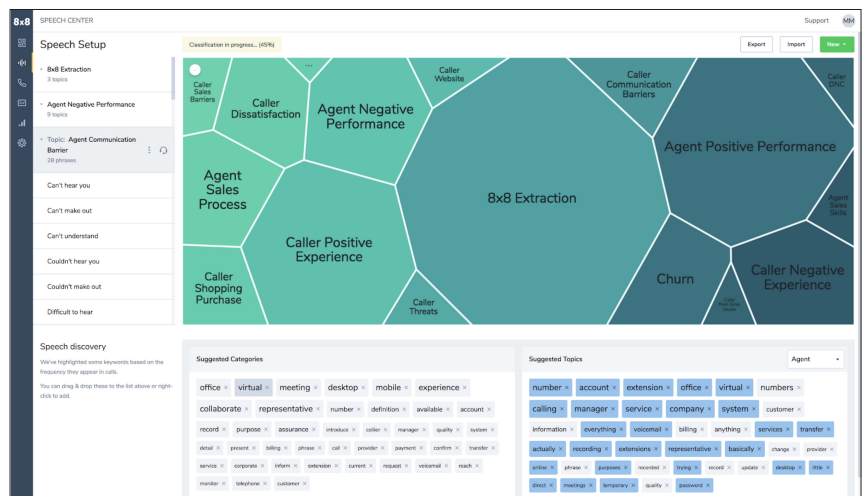 8x8
SPEECH CENTER
Support
MM
Speech Setup
Classification in progress... (45%)
Export
Import
New
8x8 Extraction
3 topics
Agent Negative Performance
9 topics
Topic: Agent Communication
Barrier
28 phrases
Can't hear you
Can't make out
Can't understand
Couldn't hear you
Couldn't make out
Difficult to hear
Caller
Sales
Barriers
Caller
Dissatisfaction
...
Agent Negative
Performance
Caller
Website
Caller
Communication
Barriers
Caller
DNC
Agent Positive Performance
Agent
Sales
Process
8x8 Extraction
Agent
Sales
Skills
Caller Positive
Experience
Caller
Shopping
Purchase
Caller
Threats
Churn
Caller Negative
Experience
Speech discovery
We've highlighted some keywords based on the
frequency they appear in calls.
You can drag & drop these to the list above or right-
click to add.
Suggested Categories
office × virtual × meeting × desktop × mobile × experience ×
collaborate × representative × number × definition × available × account ×
record × purpose × assurance × introduce × collier × manager × quality × system ×
detail × present × billing × phrase × call × provider × payment × confirm × transfer ×
service × corporate × inform × extension × current × request × voicemail × reach ×
moniter × telephone × customer ×
Suggested Topics
Agent
number × account × extension × office × virtual × numbers ×
calling × manager × service × company × system × customer ×
information × everything × voicemail × billing × anything × services × transfer ×
actually × recording × extensions × representative × basically × change × provider ×
online × phrase × purposes × recorded × trying × record × update × desktop × little ×
direct × meetings × temporary × quality × password ×